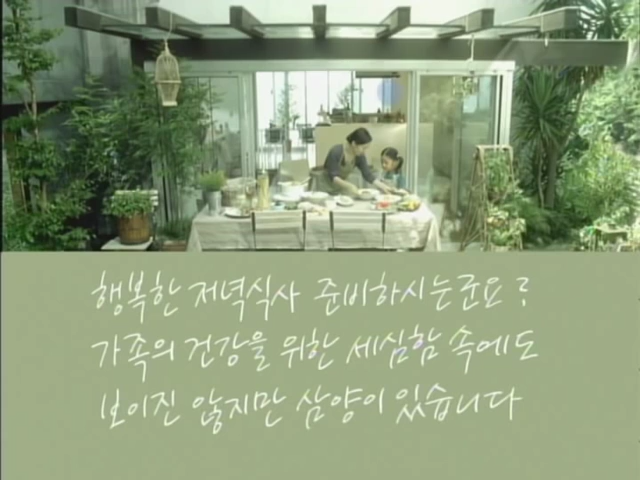 행복한 저녁식사 준비하시는군요?
가족의 건강을 위한 세심함 속에도
보이진 않지만 삼양이 있습니다